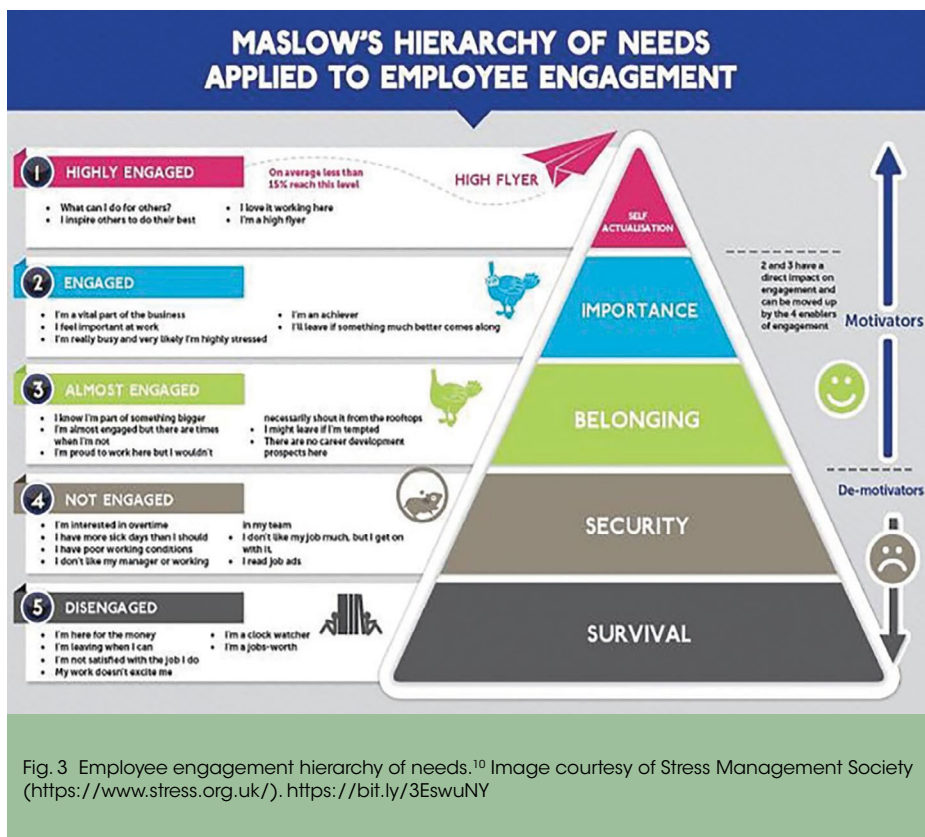 MASLOW'S HIERARCHY OF NEEDS
APPLIED TO EMPLOYEE ENGAGEMENT
1 HIGHLY ENGAGED
On average less than
15% reach this level
HIGH FLYER
• What can I do for others?
• I inspire others to do their best
• I love it working here
• I'm a high flyer
SELF
ACTUALISATION
2 ENGAGED
• I'm a vital part of the business
• I feel important at work
• I'm really busy and very likely I'm highly stressed
• I'm an achiever
• I'll leave if something much better comes along
IMPORTANCE
2 and 3 have a
direct impact on
engagement and
can be moved up
by the 4 enablers
of engagement
Motivators
3 ALMOST ENGAGED
• I know I'm part of something bigger
• I'm almost engaged but there are times
when I'm not
• I'm proud to work here but I wouldn't
necessarily shout it from the rooftops
• I might leave if I'm tempted
• There are no career development
prospects here
BELONGING
De-motivators
4 NOT ENGAGED
• I'm interested in overtime
• I have more sick days than I should
• I have poor working conditions
• I don't like my manager or working
in my team
• I don't like my job much, but I get on
with it.
• I read job ads
SECURITY
5 DISENGAGED
• I'm here for the money
• I'm leaving when I can
• I'm not satisfied with the job I do
• My work doesn't excite me
• I'm a clock watcher
• I'm a jobs-worth
SURVIVAL
Fig. 3 Employee engagement hierarchy of needs.¹⁰ Image courtesy of Stress Management Society
(https://www.stress.org.uk/). https://bit.ly/3EswuNY